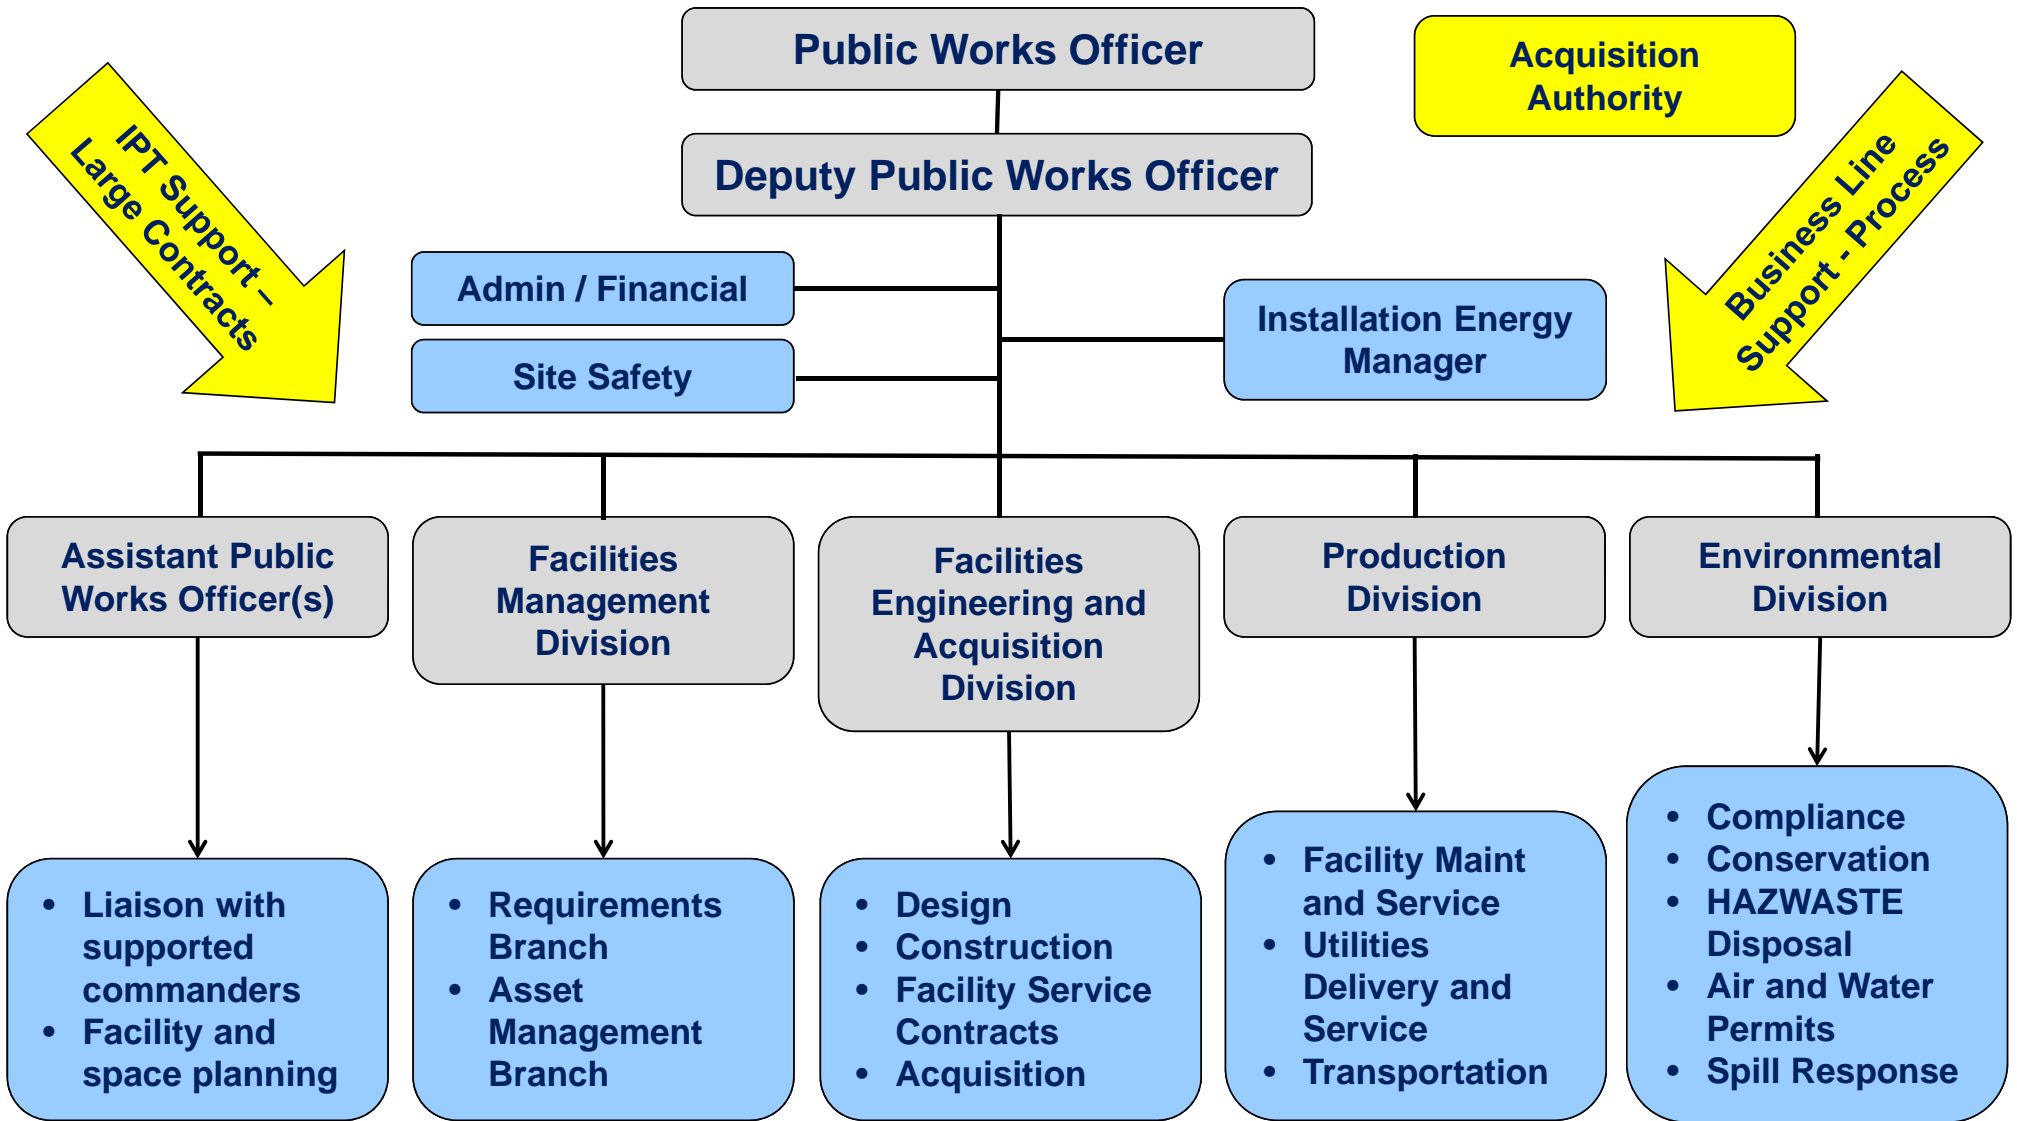 Public Works Officer
Acquisition
Authority
IPT Support –
Large Contracts
Deputy Public Works Officer
Business Line
Support - Process
Admin / Financial
Installation Energy
Manager
Site Safety
Assistant Public
Works Officer(s)
Facilities
Management
Division
Facilities
Engineering and
Acquisition
Division
Production
Division
Environmental
Division
• Liaison with
supported
commanders
• Facility and
space planning
• Requirements
Branch
• Asset
Management
Branch
• Design
• Construction
• Facility Service
Contracts
• Acquisition
• Facility Maint
and Service
• Utilities
Delivery and
Service
• Transportation
• Compliance
• Conservation
• HAZWASTE
Disposal
• Air and Water
Permits
• Spill Response